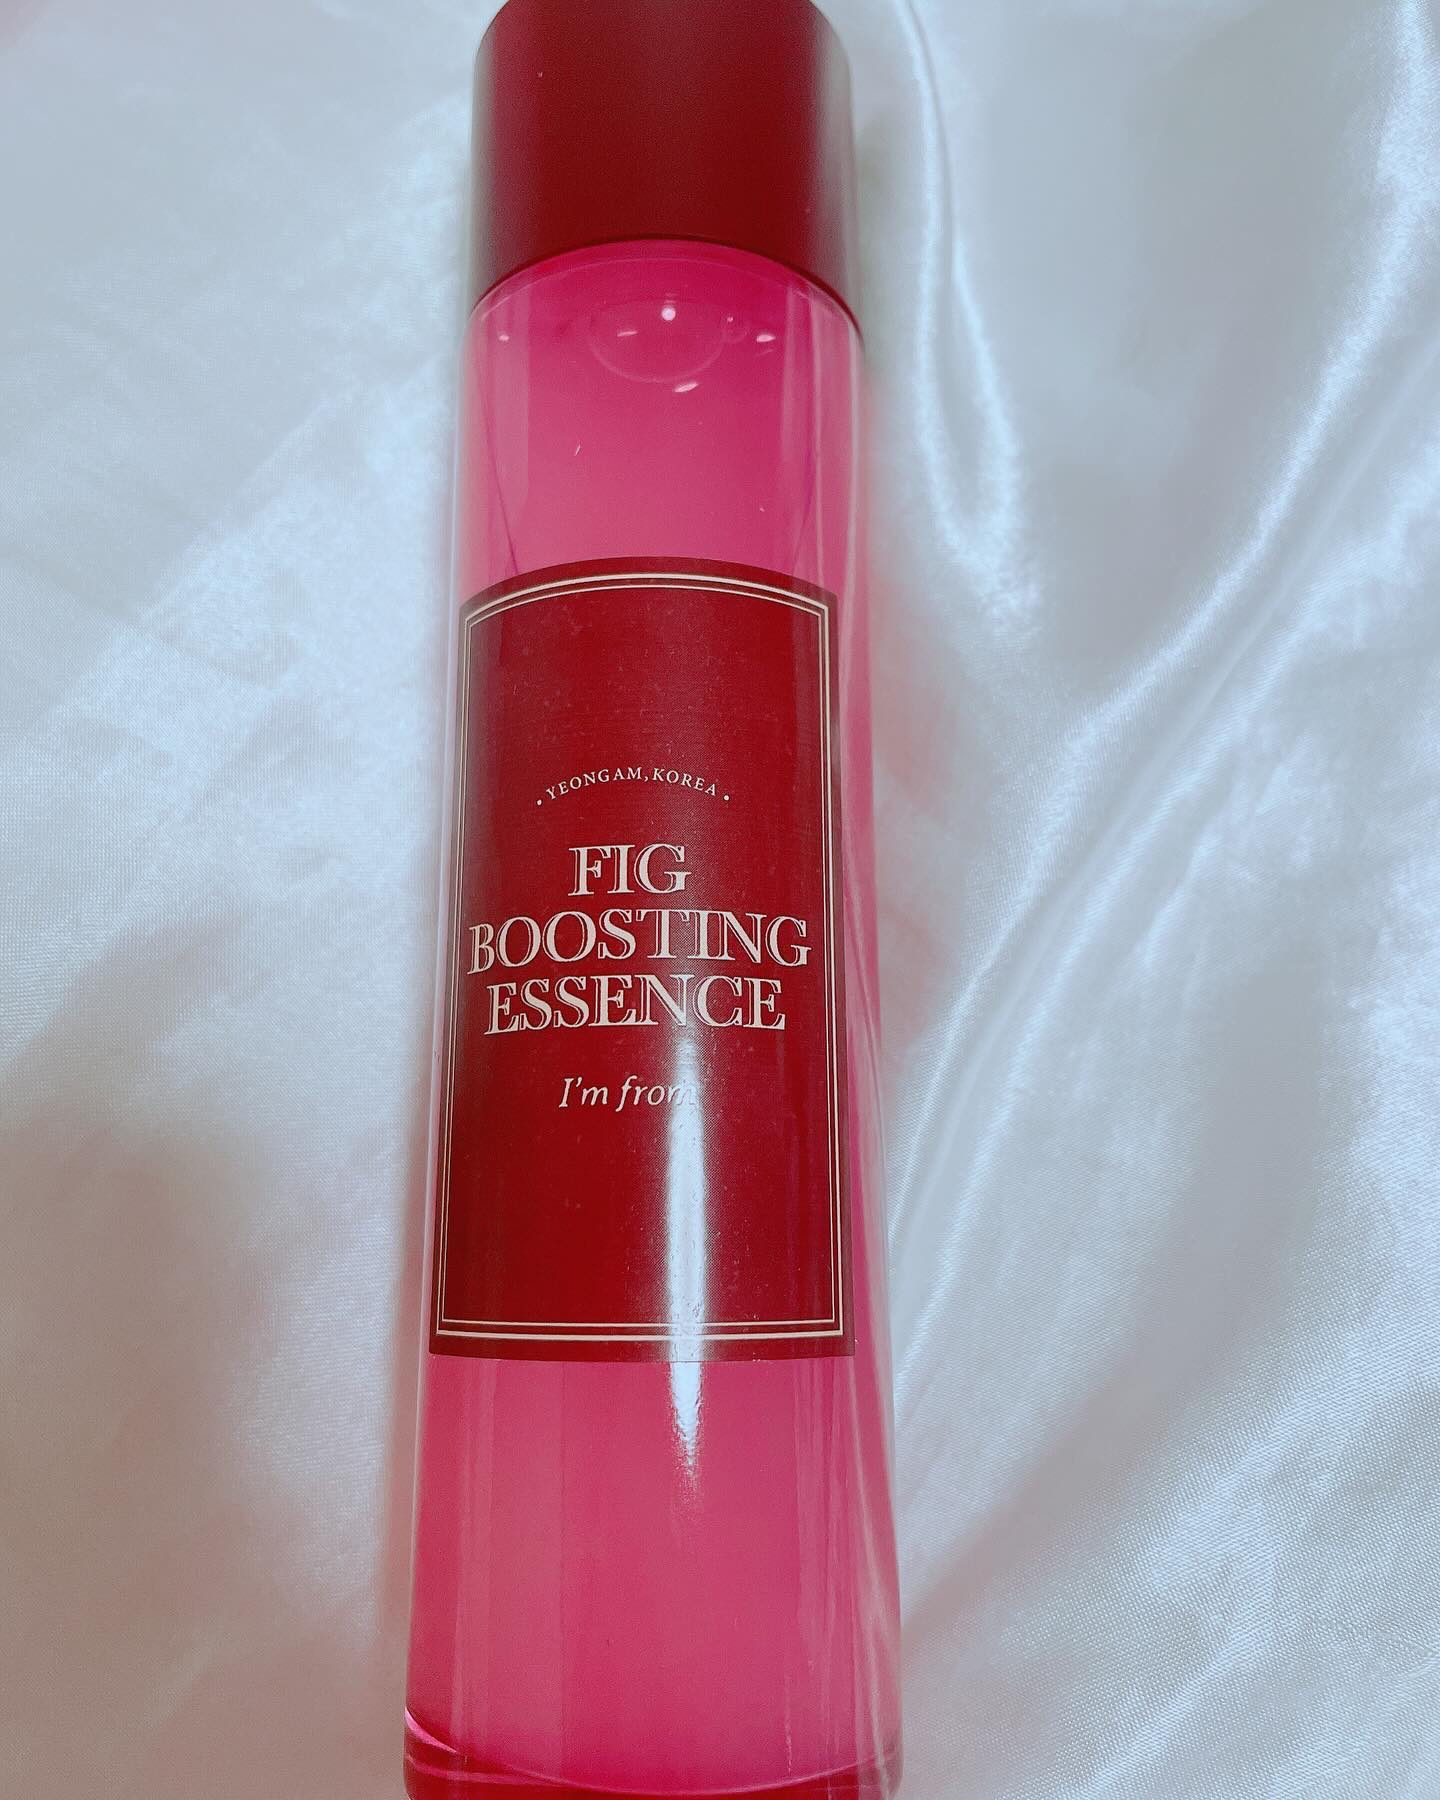 • YEONGAM, KOREA •
FIG
BOOSTING
ESSENCE
I'm from